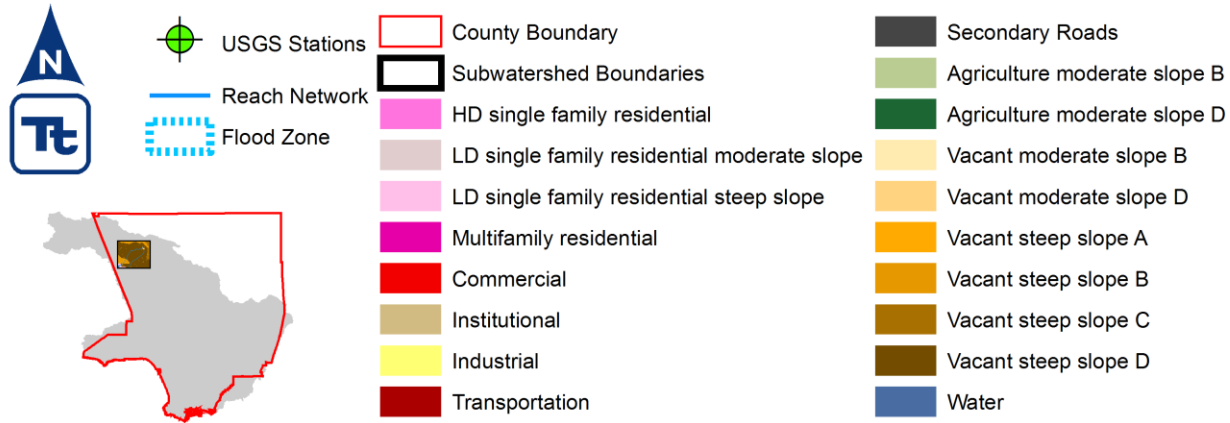 N
Tt
USGS Stations
Reach Network
Flood Zone
County Boundary
Subwatershed Boundaries
HD single family residential
LD single family residential moderate slope
LD single family residential steep slope
Multifamily residential
Commercial
Institutional
Industrial
Transportation
Secondary Roads
Agriculture moderate slope B
Agriculture moderate slope D
Vacant moderate slope B
Vacant moderate slope D
Vacant steep slope A
Vacant steep slope B
Vacant steep slope C
Vacant steep slope D
Water